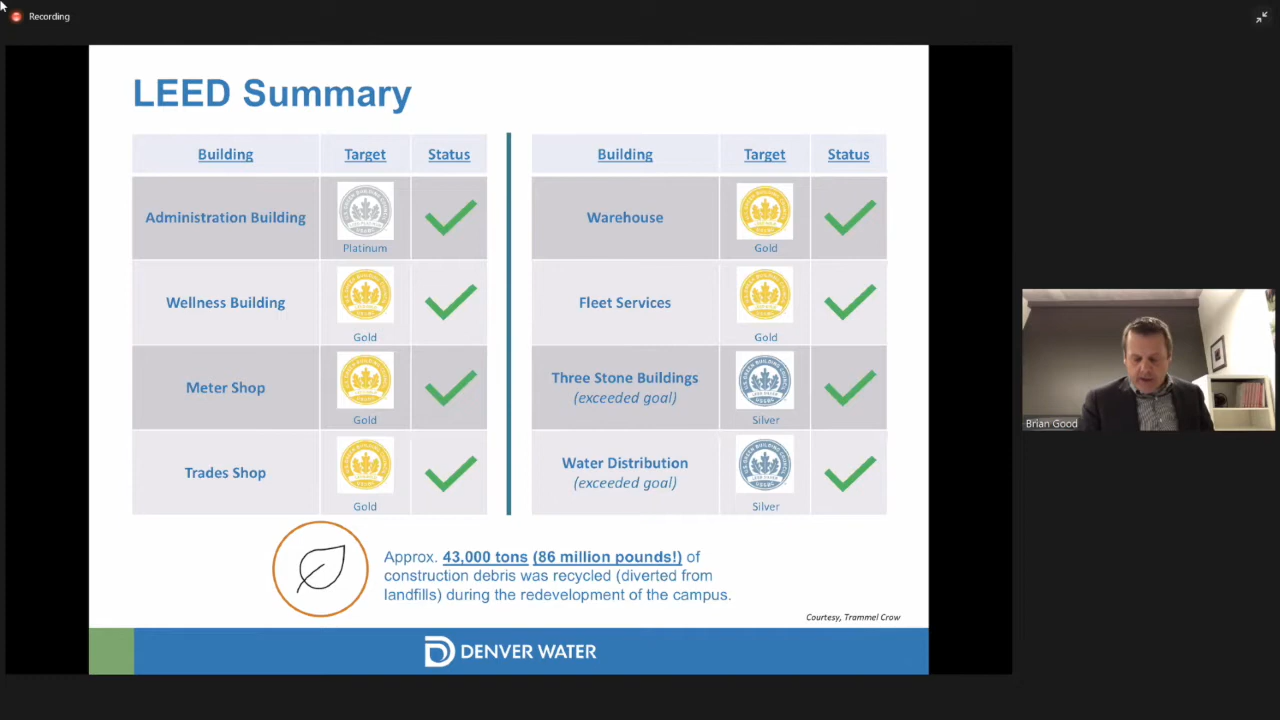 Recording
LEED Summary
Building Target Status
Administration Building
Platinum
Wellness Building
Gold
Meter Shop
Gold
Trades Shop
Gold
Building Target Status
Warehouse
Gold
Fleet Services
Gold
Three Stone Buildings
(exceeded goal)
Silver
Water Distribution
(exceeded goal)
Silver
Approx. 43,000 tons (86 million pounds!) of
construction debris was recycled (diverted from
landfills) during the redevelopment of the campus.
Courtesy, Trammel Crow
DENVER WATER
Brian Good